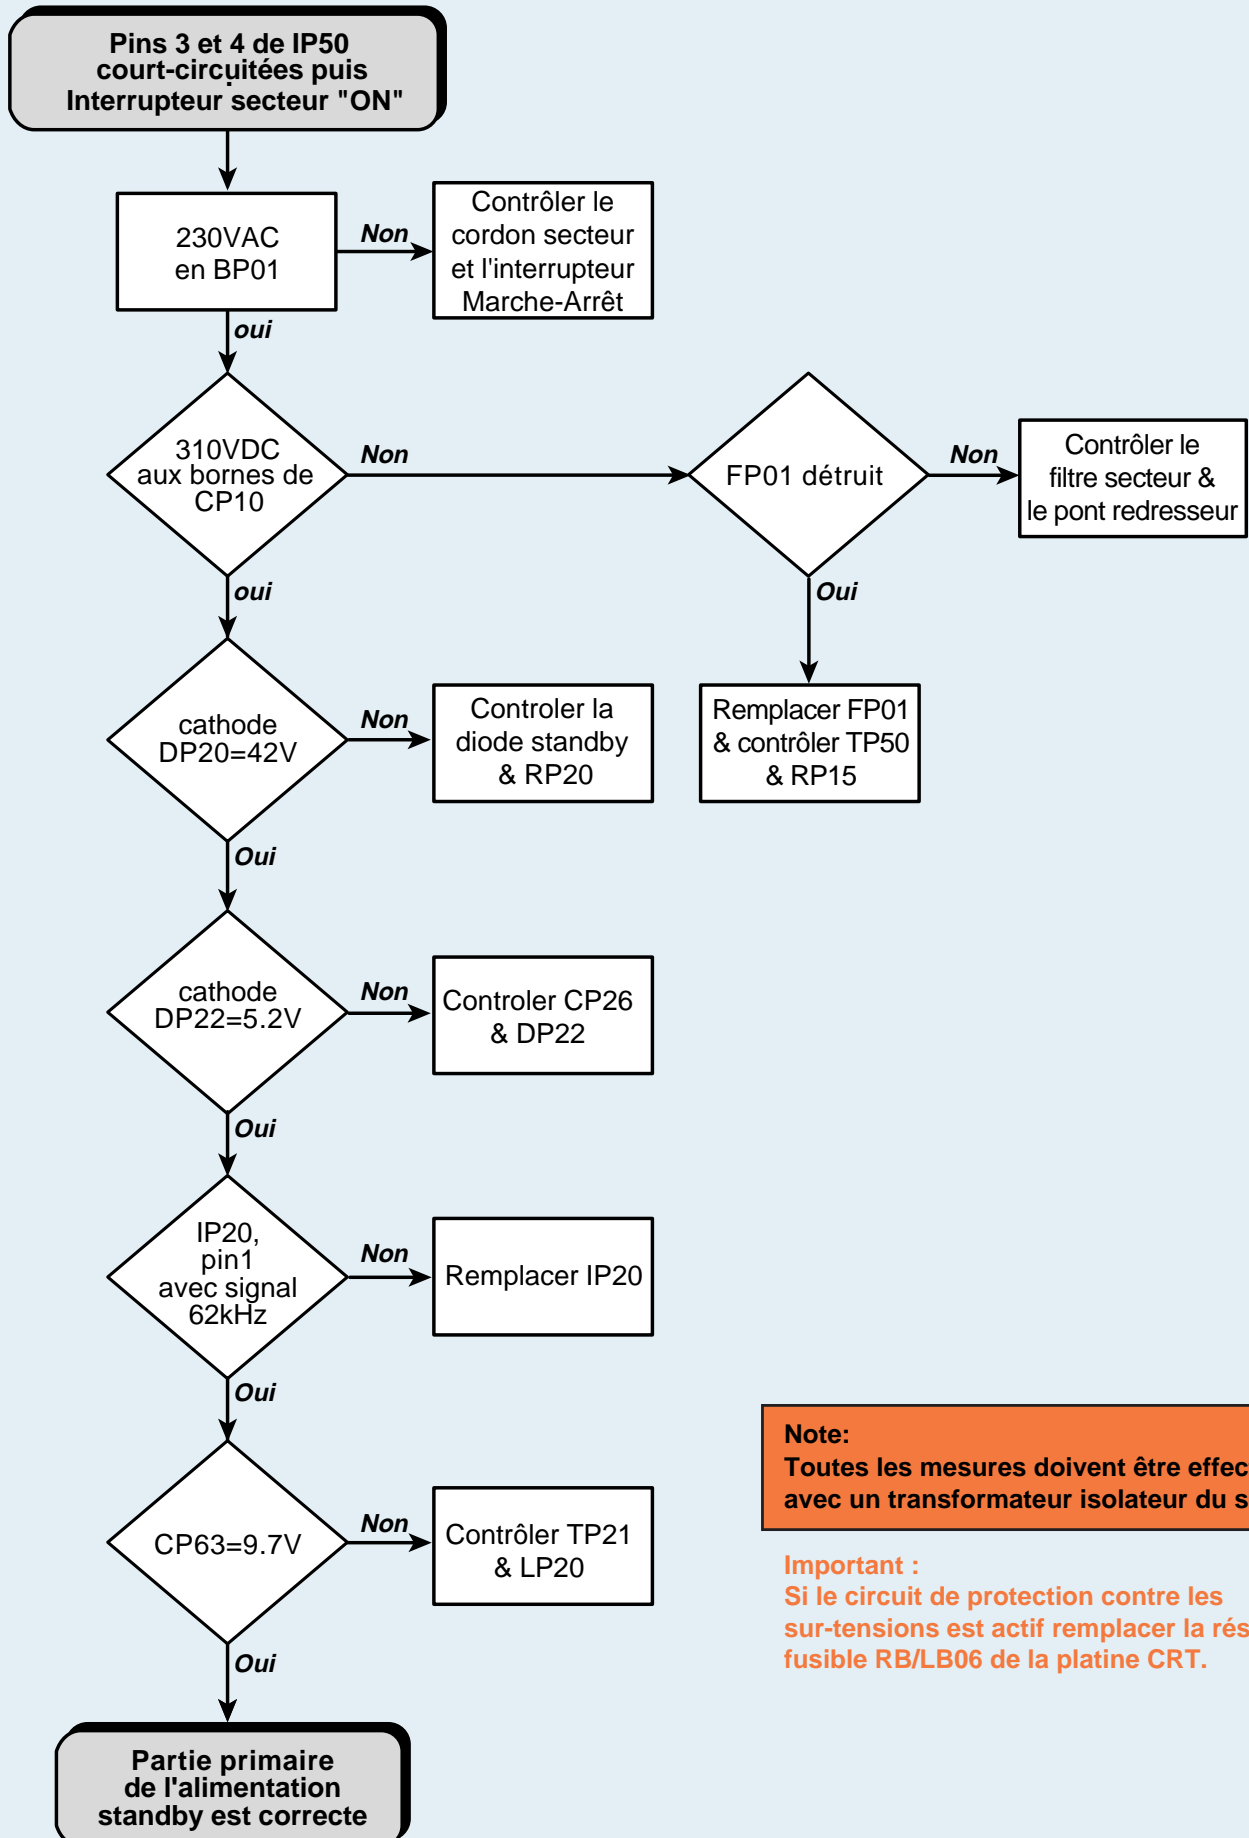 Pins 3 et 4 de IP50
court-circuitées puis
Interrupteur secteur "ON"
230VAC
en BP01
Non
Contrôler le
cordon secteur
et l'interrupteur
Marche-Arrêt
oui
310VDC
aux bornes de
CP10
Non
FP01 détruit
Non
Contrôler le
filtre secteur &
le pont redresseur
oui
Oui
cathode
DP20=42V
Non
Controler la
diode standby
& RP20
Remplacer FP01
& contrôler TP50
& RP15
Oui
cathode
DP22=5.2V
Non
Controler CP26
& DP22
Oui
IP20,
pin1
avec signal
62kHz
Non
Remplacer IP20
Oui
CP63=9.7V
Non
Contrôler TP21
& LP20
Oui
Partie primaire
de l'alimentation
standby est correcte
Note:
Toutes les mesures doivent être
avec un transformateur isolateur du
Important :
Si le circuit de protection contre les
sur-tensions est actif remplacer la
fusible RB/LB06 de la platine CRT.